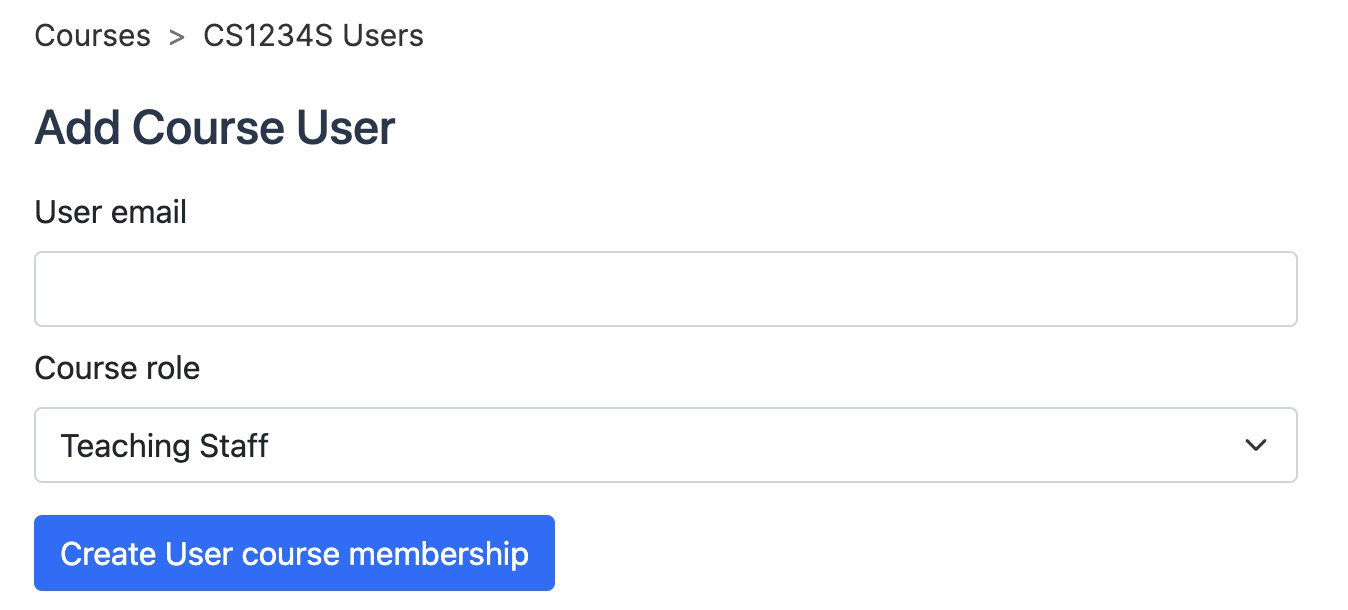 Courses > CS1234S Users
Add Course User
User email
Course role
Teaching Staff
Create User course membership